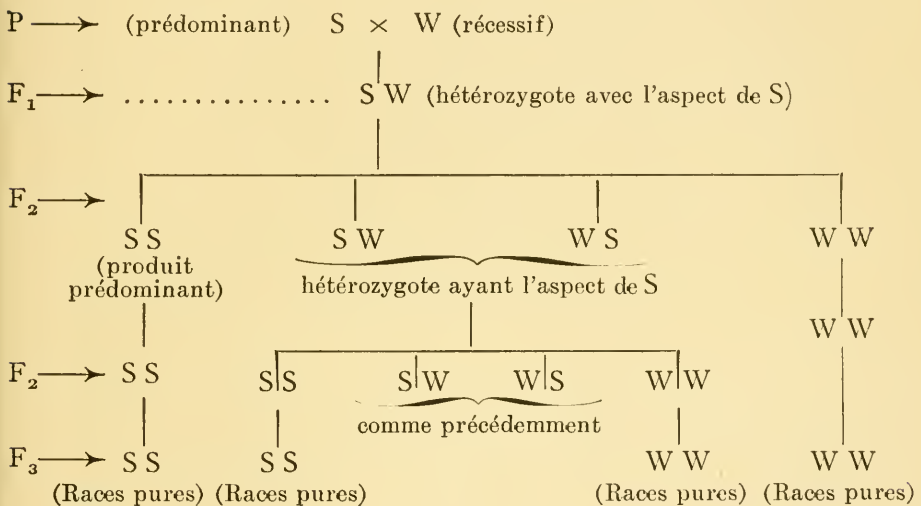 P → (prédominant) S × W (récessif)
F₁ → ................ S W (hétérozygote avec l'aspect de S)
F₂ →
S S S W W S W W
(produit
prédominant) hétérozygote ayant l'aspect de S
W W
F₂ → S S S S S W W S W W
comme précédemment
F₃ → S S S S W W W W
(Races pures) (Races pures) (Races pures) (Races pures)